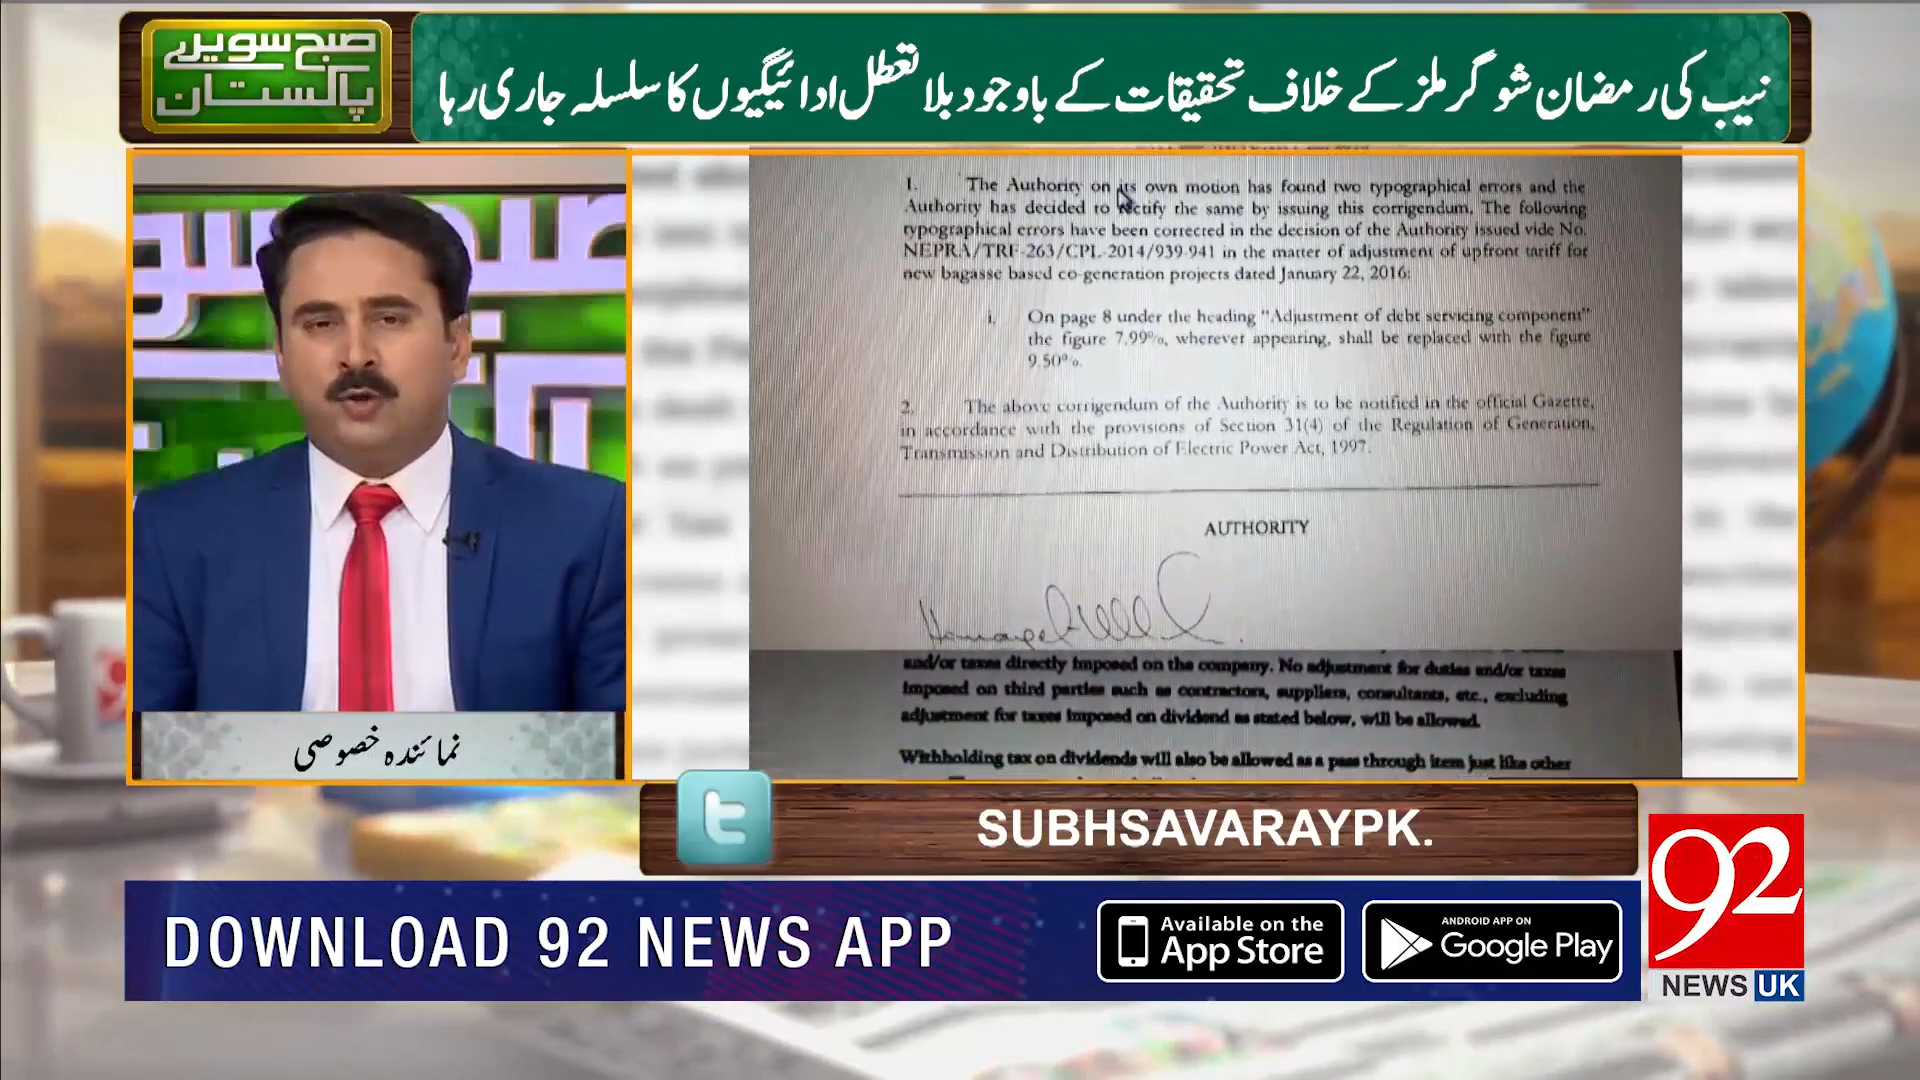 صبح سویرے
پاکستان
نیب کی رمضان شوگر ملز کے خلاف تحقیقات کے باوجود بلا تعطل ادائیگیوں کا سلسلہ جاری رہا
1. The Authority on its own motion has found two typographical errors and the
Authority has decided to rectify the same by issuing this corrigendum. The following
typographical errors have been corrected in the decision of the Authority issued vide No.
NEPRA/TRF-263/CPL-2014/939-941 in the matter of adjustment of upfront tariff for
new bagasse based co-generation projects dated January 22, 2016:
i. On page 8 under the heading "Adjustment of debt servicing component"
the figure 7.99%, wherever appearing, shall be replaced with the figure
9.50%.
2. The above corrigendum of the Authority is to be notified in the official Gazette,
in accordance with the provisions of Section 31(4) of the Regulation of Generation,
Transmission and Distribution of Electric Power Act, 1997.
AUTHORITY
and/or taxes directly imposed on the company. No adjustment for duties and/or taxes
imposed on third parties such as contractors, suppliers, consultants, etc., excluding
adjustment for taxes imposed on dividend as stated below, will be allowed.
Withholding tax on dividends will also be allowed as a pass through item just like other
نمائندہ خصوصی
SUBHSAVARAYPK.
DOWNLOAD 92 NEWS APP
Available on the
App Store
ANDROID APP ON
Google Play
92
NEWS UK